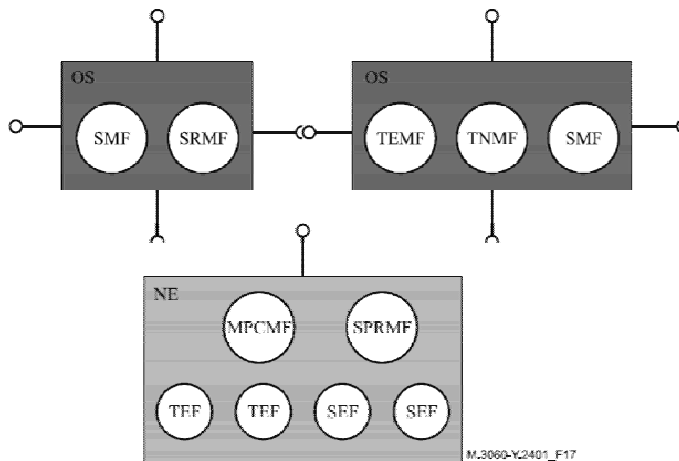 OS
SMF
SRMF
OS
TEMF
TNMF
SMF
NE
MPCMF
SPRMF
TEF
TEF
SEF
SEF
M.3060-Y.2401_F17